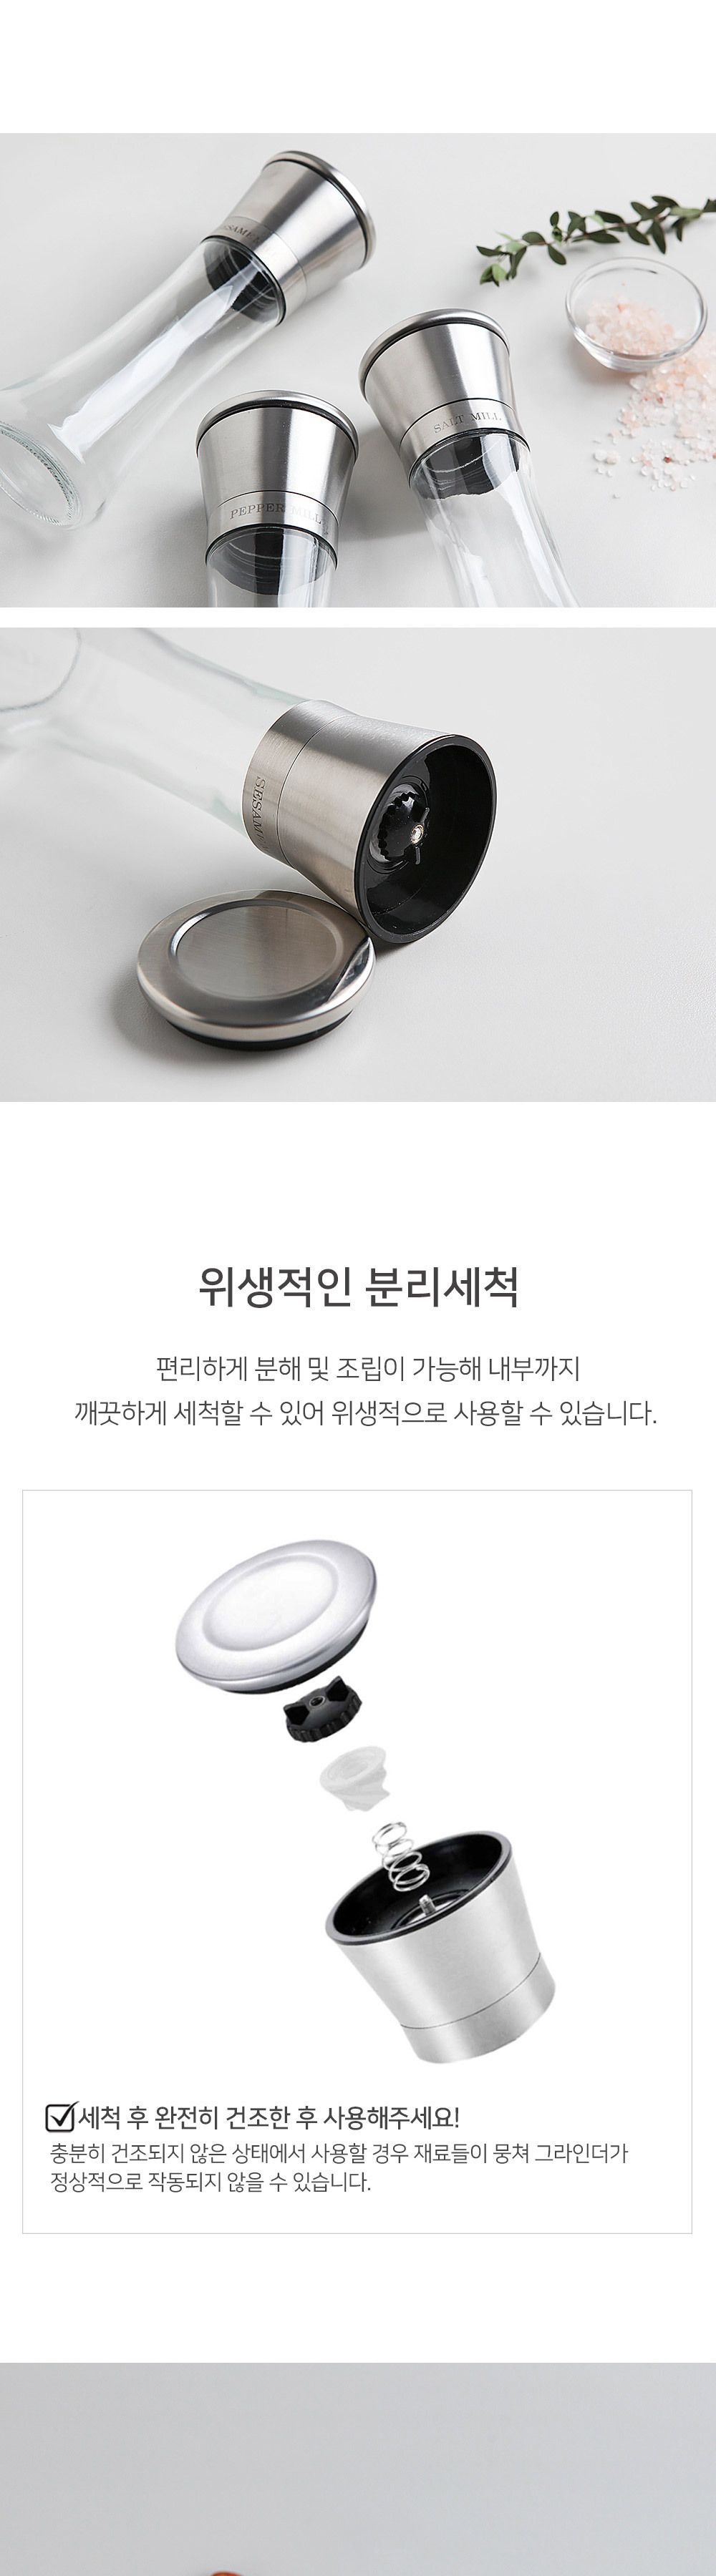 SALT MILL
PEPPER MILL
위생적인 분리세척
편리하게 분해 및 조립이 가능해 내부까지
깨끗하게 세척할 수 있어 위생적으로 사용할 수 있습니다.
세척 후 완전히 건조한 후 사용해주세요!
충분히 건조되지 않은 상태에서 사용할 경우 재료들이 뭉쳐 그라인더가
정상적으로 작동되지 않을 수 있습니다.